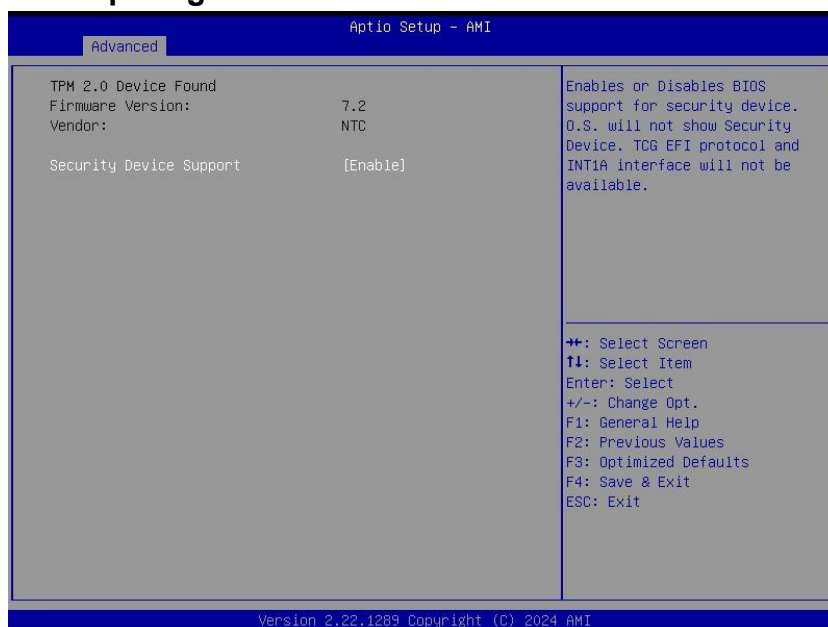 Aptio Setup - AMI
Advanced
TPM 2.0 Device Found
Firmware Version: 7.2
Vendor: NTC
Security Device Support [Enable]
Enables or Disables BIOS
support for security device.
O.S. will not show Security
Device. TCG EFI protocol and
INT1A interface will not be
available.
→←: Select Screen
↑↓: Select Item
Enter: Select
+/-: Change Opt.
F1: General Help
F2: Previous Values
F3: Optimized Defaults
F4: Save & Exit
ESC: Exit
Version 2.22.1289 Copyright (C) 2024 AMI